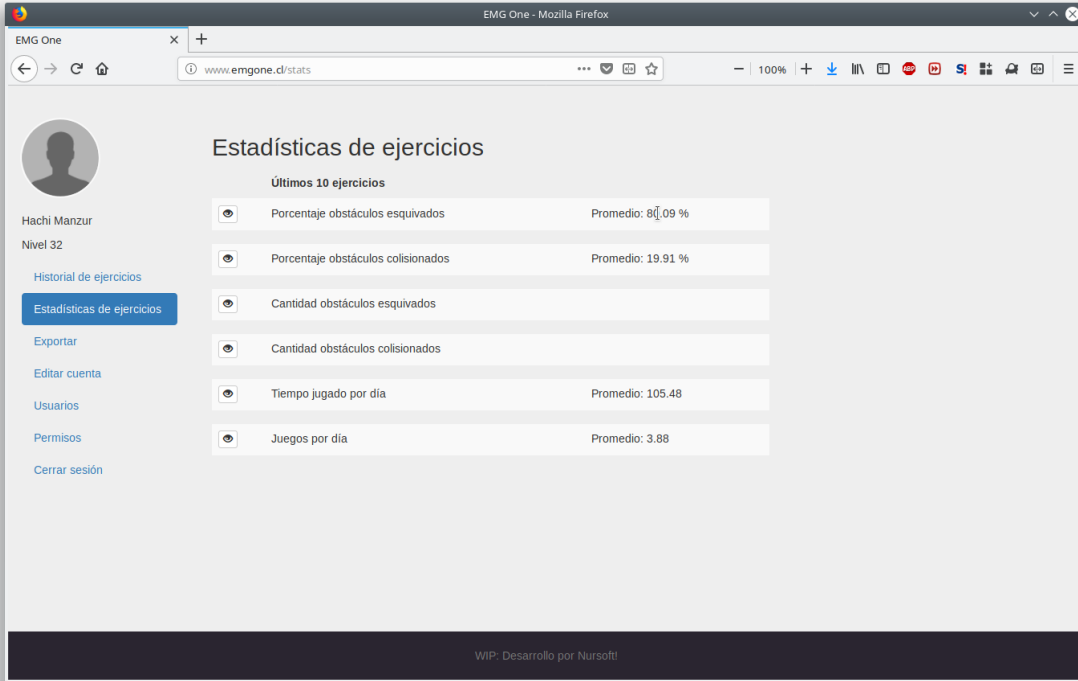 EMG One - Mozilla Firefox
EMG One
www.emgone.cl/stats
100%
ABP
S!
Hachi Manzur
Nivel 32
Historial de ejercicios
Estadísticas de ejercicios
Exportar
Editar cuenta
Usuarios
Permisos
Cerrar sesión
Estadísticas de ejercicios
Últimos 10 ejercicios
Porcentaje obstáculos esquivados Promedio: 80.09 %
Porcentaje obstáculos colisionados Promedio: 19.91 %
Cantidad obstáculos esquivados
Cantidad obstáculos colisionados
Tiempo jugado por día Promedio: 105.48
Juegos por día Promedio: 3.88
WIP: Desarrollo por Nursoft!